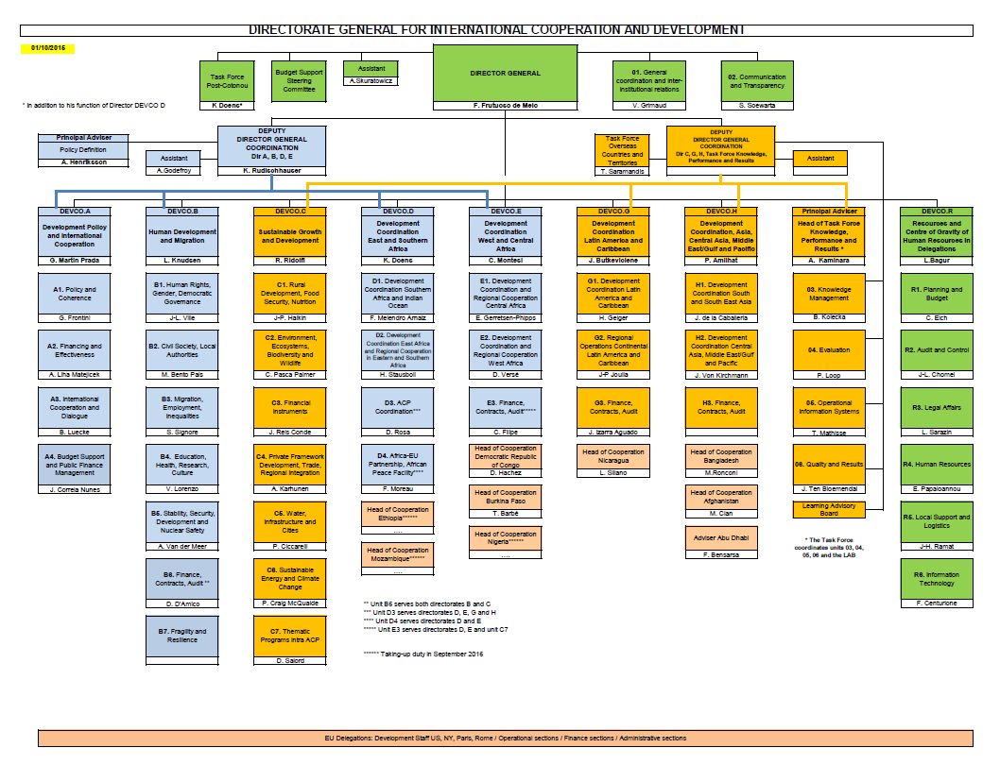 DIRECTORATE GENERAL FOR INTERNATIONAL COOPERATION AND DEVELOPMENT
01/10/2015
Task Force
Post-Cotonou
K Doens*
Budget Support
Steering
Committee
Assistant
A.Skuratowicz
DIRECTOR GENERAL
F. Frutuoso de Melo
01. General
coordination and inter-
institutional relations
V. Grimaud
02. Communication
and Transparency
S. Soewarta
* In addition to his function of Director DEVCO D
Principal Adviser
Policy Definition
A. Henriksson
Assistant
A.Godefroy
DEPUTY
DIRECTOR GENERAL
COORDINATION
Dir A, B, D, E
K. Rudischhauser
Task Force
Overseas
Countries and
Territories
T. Saramandis
DEPUTY
DIRECTOR GENERAL
COORDINATION
Dir C, G, H, Task Force Knowledge,
Performance and Results
Assistant
DEVCO.A
Development Policy
and International
Cooperation
G. Martin Prada
A1. Policy and
Coherence
G. Frontini
A2. Financing and
Effectiveness
A. Liha Matejicek
A3. International
Cooperation and
Dialogue
B. Luecke
A4. Budget Support
and Public Finance
Management
J. Correia Nunes
DEVCO.B
Human Development
and Migration
L. Knudsen
B1. Human Rights,
Gender, Democratic
Governance
J-L. Ville
B2. Civil Society, Local
Authorities
M. Bento Pais
B3. Migration,
Employment,
Inequalities
S. Signore
B4. Education,
Health, Research,
Culture
V. Lorenzo
B5. Stability, Security,
Development and
Nuclear Safety
A. Van der Meer
B6. Finance,
Contracts, Audit **
D. D'Amico
B7. Fragility and
Resilience
DEVCO.C
Sustainable Growth
and Development
R. Ridolfi
C1. Rural
Development, Food
Security, Nutrition
J-P. Halkin
C2. Environment,
Ecosystems,
Biodiversity and
Wildlife
C. Pasca Palmer
C3. Financial
Instruments
J. Reis Conde
C4. Private Framework
Development, Trade,
Regional Integration
A. Karhunen
C5. Water,
Infrastructure and
Cities
P. Ciccarelli
C6. Sustainable
Energy and Climate
Change
P. Craig McQuaide
C7. Thematic
Programs intra ACP
D. Salord
DEVCO.D
Development
Coordination
East and Southern
Africa
K. Doens
D1. Development
Coordination Southern
Africa and Indian
Ocean
F. Melendro Arnaiz
D2. Development
Coordination East Africa
and Regional Cooperation
in Eastern and Southern
Africa
H. Stausboll
D3. ACP
Coordination***
D. Rosa
D4. Africa-EU
Partnership, African
Peace Facility****
F. Moreau
Head of Cooperation
Ethiopia******
....
Head of Cooperation
Mozambique******
....
DEVCO.E
Development
Coordination
West and Central
Africa
C. Montesi
E1. Development
Coordination and
Regional Cooperation
Central Africa
E. Gerretsen-Phipps
E2. Development
Coordination and
Regional Cooperation
West Africa
D. Versé
E3. Finance,
Contracts, Audit*****
C. Filipe
Head of Cooperation
Democratic Republic
of Congo
D. Hachez
Head of Cooperation
Burkina Faso
T. Barbé
Head of Cooperation
Nigeria******
....
DEVCO.G
Development
Coordination
Latin America and
Caribbean
J. Butkeviciene
G1. Development
Coordination Latin
America and
Caribbean
H. Geiger
G2. Regional
Operations Continental
Latin America and
Caribbean
J-P Joulia
G3. Finance,
Contracts, Audit
J. Izarra Aguado
Head of Cooperation
Nicaragua
L. Siliano
DEVCO.H
Development
Coordination, Asia,
Central Asia, Middle
East/Gulf and Pacific
P. Amilhat
H1. Development
Coordination South
and South East Asia
J. de la Caballeria
H2. Development
Coordination Central
Asia, Middle East/Gulf
and Pacific
J. Von Kirchmann
H3. Finance,
Contracts, Audit
Head of Cooperation
Bangladesh
M.Ronconi
Head of Cooperation
Afghanistan
M. Cian
Adviser Abu Dhabi
F. Bensarsa
Principal Adviser
Head of Task Force
Knowledge,
Performance and
Results *
A. Kaminara
03. Knowledge
Management
B. Kolecka
04. Evaluation
P. Loop
05. Operational
Information Systems
T. Mathisse
06. Quality and Results
J. Ten Bloemendal
Learning Advisory
Board
* The Task Force
coordinates units 03, 04,
05, 06 and the LAB
DEVCO.R
Resources and
Centre of Gravity of
Human Resources in
Delegations
L.Bagur
R1. Planning and
Budget
C. Eich
R2. Audit and Control
J-L. Chomel
R3. Legal Affairs
L. Sarazin
R4. Human Resources
E. Papaioannou
R5. Local Support and
Logistics
J-H. Ramat
R6. Information
Technology
F. Centurione
** Unit B6 serves both directorates B and C
*** Unit D3 serves directorates D, E, G and H
**** Unit D4 serves directorates D and E
***** Unit E3 serves directorates D, E and unit C7
****** Taking-up duty in September 2015
EU Delegations: Development Staff US, NY, Paris, Rome / Operational sections / Finance sections / Administrative sections